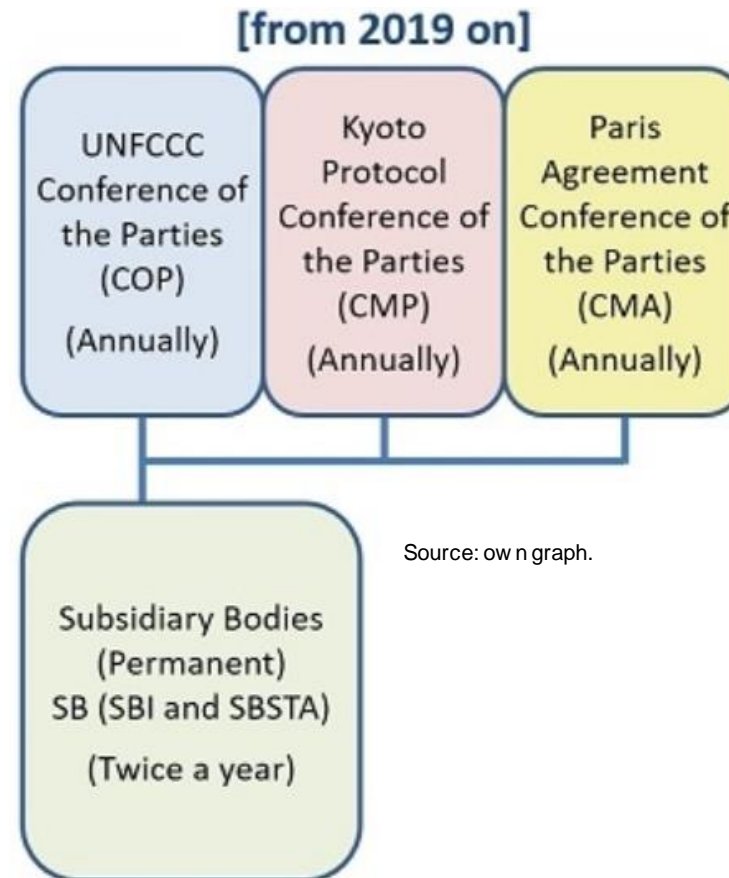 [from 2019 on]
UNFCCC
Conference of
the Parties
(COP)
(Annually)
Kyoto
Protocol
Conference of
the Parties
(CMP)
(Annually)
Paris
Agreement
Conference of
the Parties
(CMA)
(Annually)
Source: own graph.
Subsidiary Bodies
(Permanent)
SB (SBI and SBSTA)
(Twice a year)